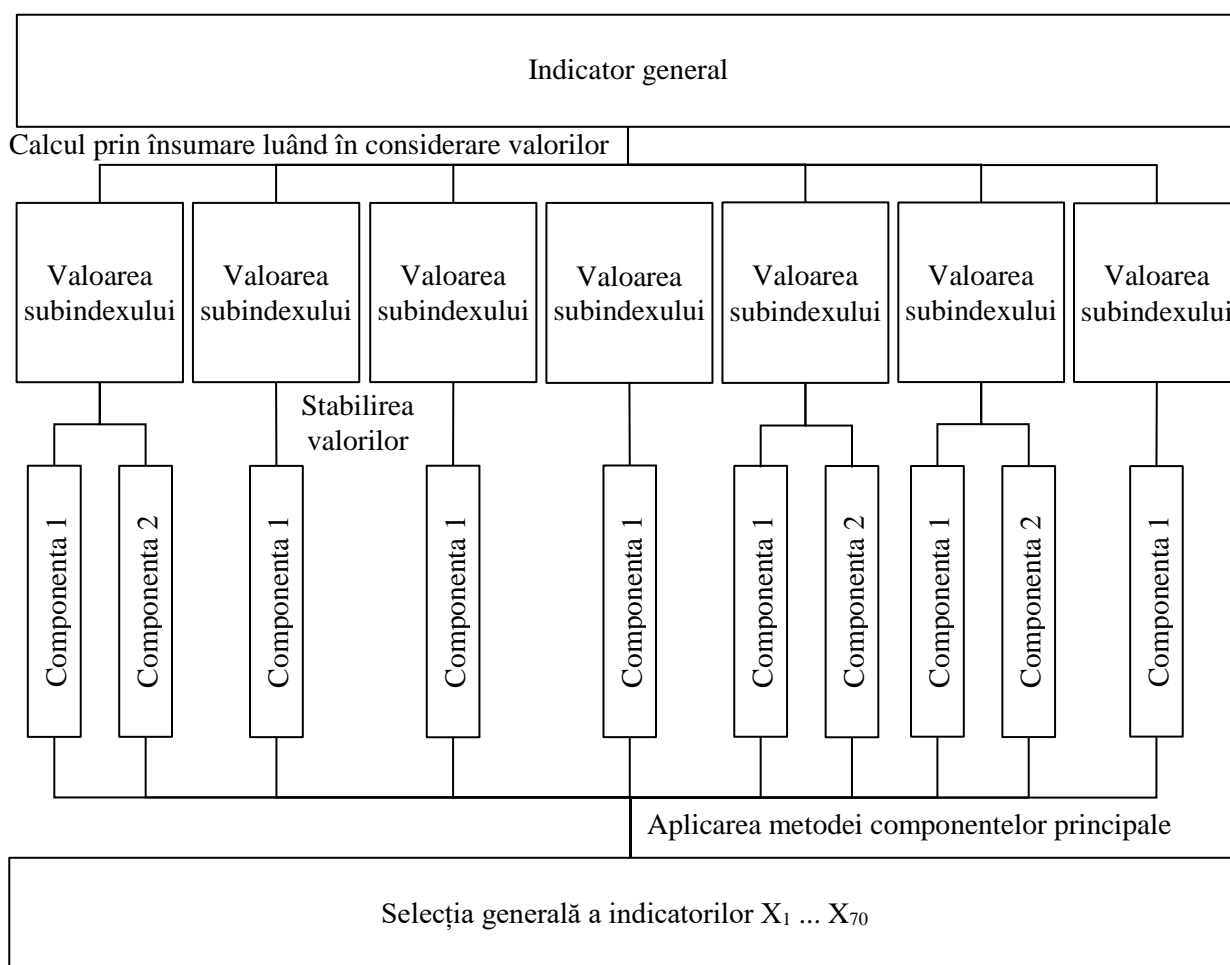 Indicator general
Calcul prin însumare luând în considerare valorilor
Valoarea
subindexului
Valoarea
subindexului
Valoarea
subindexului
Valoarea
subindexului
Valoarea
subindexului
Valoarea
subindexului
Valoarea
subindexului
Stabilirea
valorilor
Componenta 1
Componenta 2
Componenta 1
Componenta 1
Componenta 1
Componenta 1
Componenta 2
Componenta 1
Componenta 2
Componenta 1
Aplicarea metodei componentelor principale
Selecția generală a indicatorilor X₁ ... X₇₀